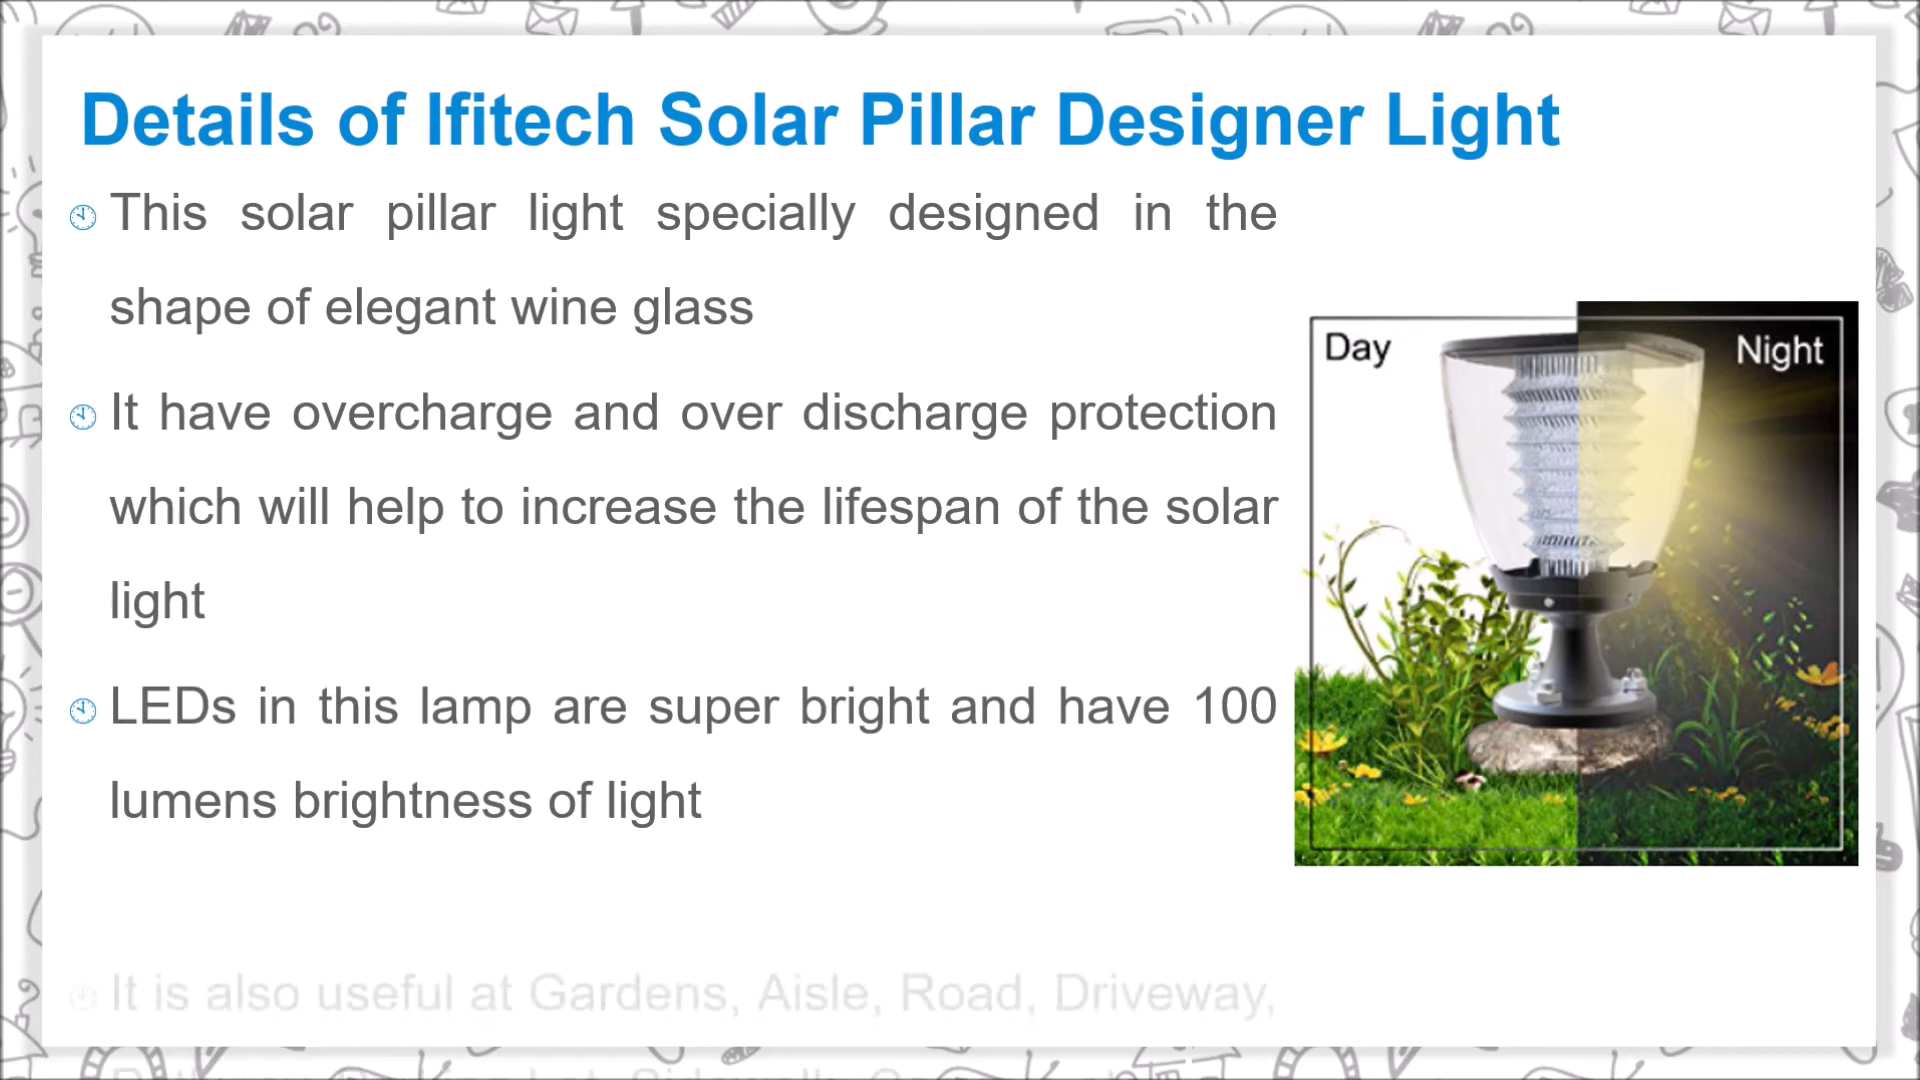 Details of Ifitech Solar Pillar Designer Light
This solar pillar light specially designed in the
shape of elegant wine glass
It have overcharge and over discharge protection
which will help to increase the lifespan of the solar
light
LEDs in this lamp are super bright and have 100
lumens brightness of light
Day
Night
It is also useful at Gardens, Aisle, Road, Driveway,